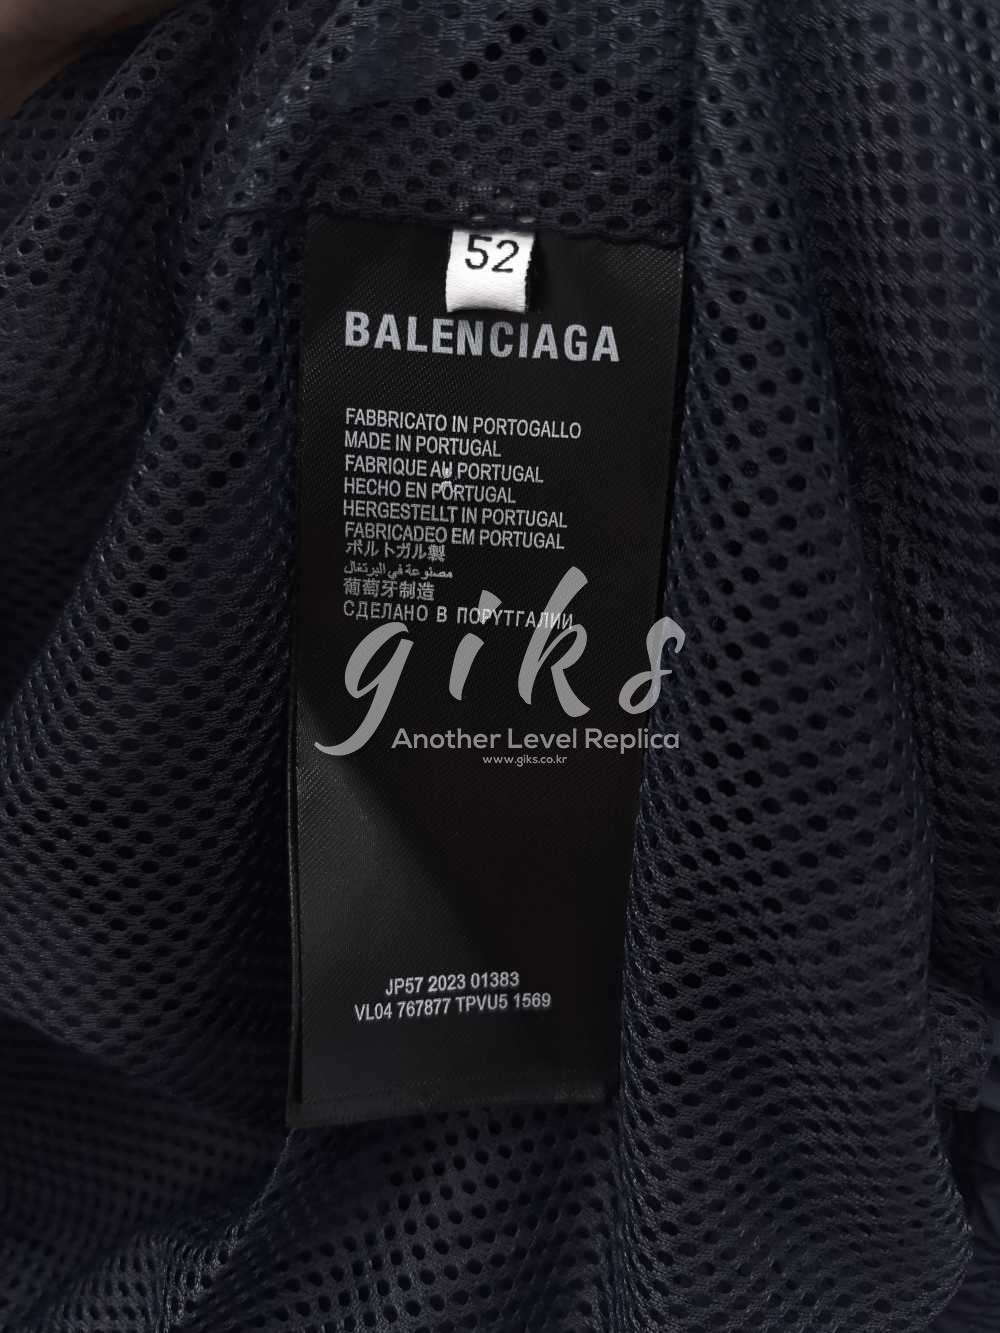 52
BALENCIAGA
FABBRICATO IN PORTOGALLO
MADE IN PORTUGAL
FABRIQUE AU PORTUGAL
HECHO EN PORTUGAL
HERGESTELLT IN PORTUGAL
FABRICADEO EM PORTUGAL
ポルトガル製
مصنوعة في البرتغال
葡萄牙制造
СДЕЛАНО В ПОРУТГАЛИИ
giks
Another Level Replica
www.giks.co.kr
JP57 2023 01383
VL04 767877 TPVU5 1569